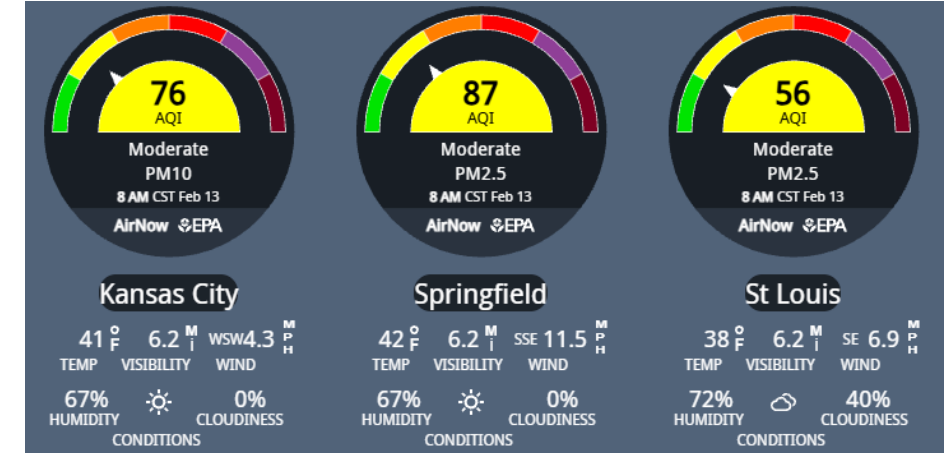 76
AQI
Moderate
PM10
8 AM CST Feb 13
AirNow EPA
Kansas City
41 °F 6.2 Mi WSW4.3 MPH
TEMP VISIBILITY WIND
67% 0%
HUMIDITY CLOUDINESS
CONDITIONS
87
AQI
Moderate
PM2.5
8 AM CST Feb 13
AirNow EPA
Springfield
42 °F 6.2 Mi SSE 11.5 MPH
TEMP VISIBILITY WIND
67% 0%
HUMIDITY CLOUDINESS
CONDITIONS
56
AQI
Moderate
PM2.5
8 AM CST Feb 13
AirNow EPA
St Louis
38 °F 6.2 Mi SE 6.9 MPH
TEMP VISIBILITY WIND
72% 40%
HUMIDITY CLOUDINESS
CONDITIONS